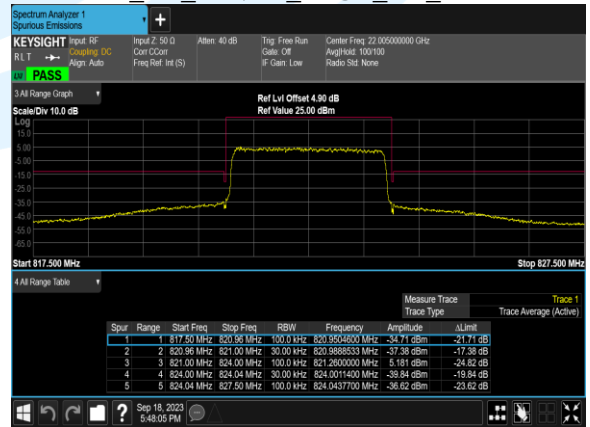 Spectrum Analyzer 1
Spurious Emissions
+
KEYSIGHT Input: RF Input Z: 50 Ω Atten: 40 dB Trig: Free Run Center Freq: 22.005000000 GHz
RLT Coupling: DC Corr CCorr Gate: Off Avg|Hold: 100/100
Align: Auto Freq Ref: Int (S) IF Gain: Low Radio Std: None
PASS
3 All Range Graph
Ref Lvl Offset 4.90 dB
Scale/Div 10.0 dB Ref Value 25.00 dBm
Log
15.0
5.00
-5.00
-15.0
-25.0
-35.0
-45.0
-55.0
-65.0
Start 817.500 MHz Stop 827.500 MHz
4 All Range Table
Measure Trace Trace 1
Trace Type Trace Average (Active)
Spur Range Start Freq Stop Freq RBW Frequency Amplitude ΔLimit
1 1 817.50 MHz 820.96 MHz 100.0 kHz 820.9504600 MHz -34.71 dBm -21.71 dB
2 2 820.96 MHz 821.00 MHz 30.00 kHz 820.9888533 MHz -37.38 dBm -17.38 dB
3 3 821.00 MHz 824.00 MHz 100.0 kHz 821.2600000 MHz 5.181 dBm -24.82 dB
4 4 824.00 MHz 824.04 MHz 30.00 kHz 824.0011400 MHz -39.84 dBm -19.84 dB
5 5 824.04 MHz 827.50 MHz 100.0 kHz 824.0437700 MHz -36.62 dBm -23.62 dB
?
Sep 18, 2023
5:48:05 PM